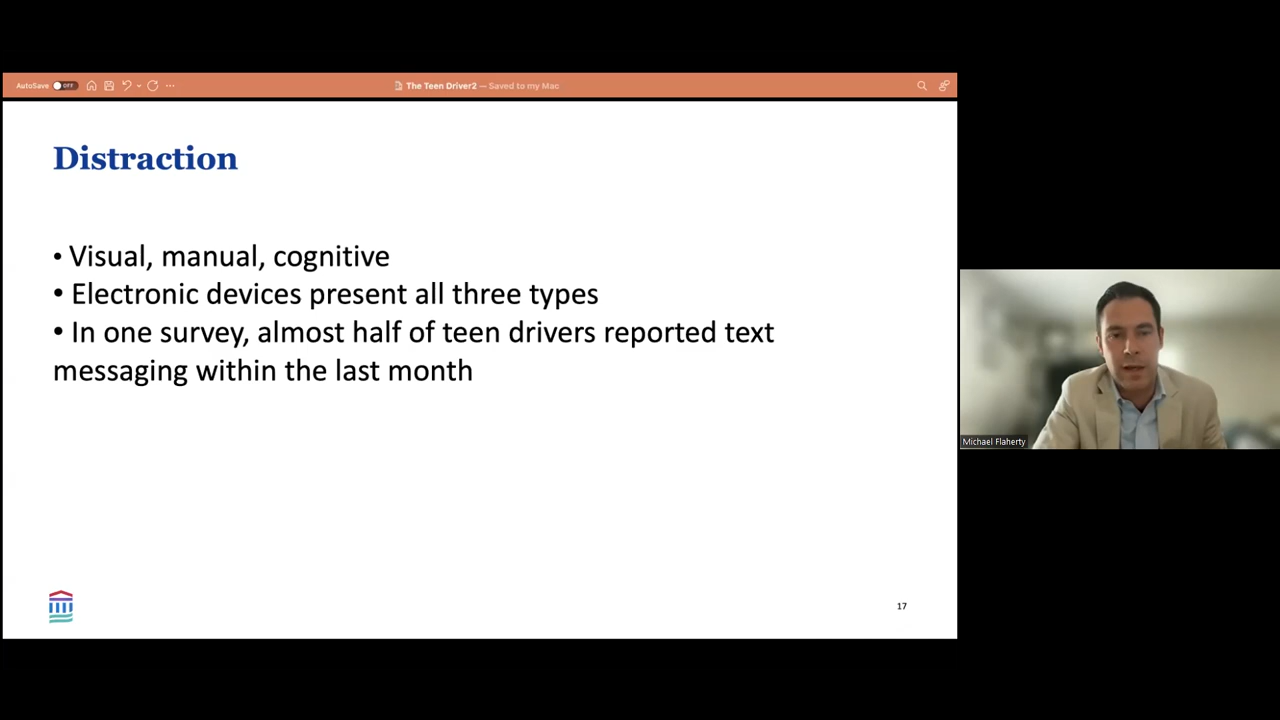 AutoSave OFF
The Teen Driver2 — Saved to my Mac
Distraction
• Visual, manual, cognitive
• Electronic devices present all three types
• In one survey, almost half of teen drivers reported text
messaging within the last month
Michael Flaherty
17